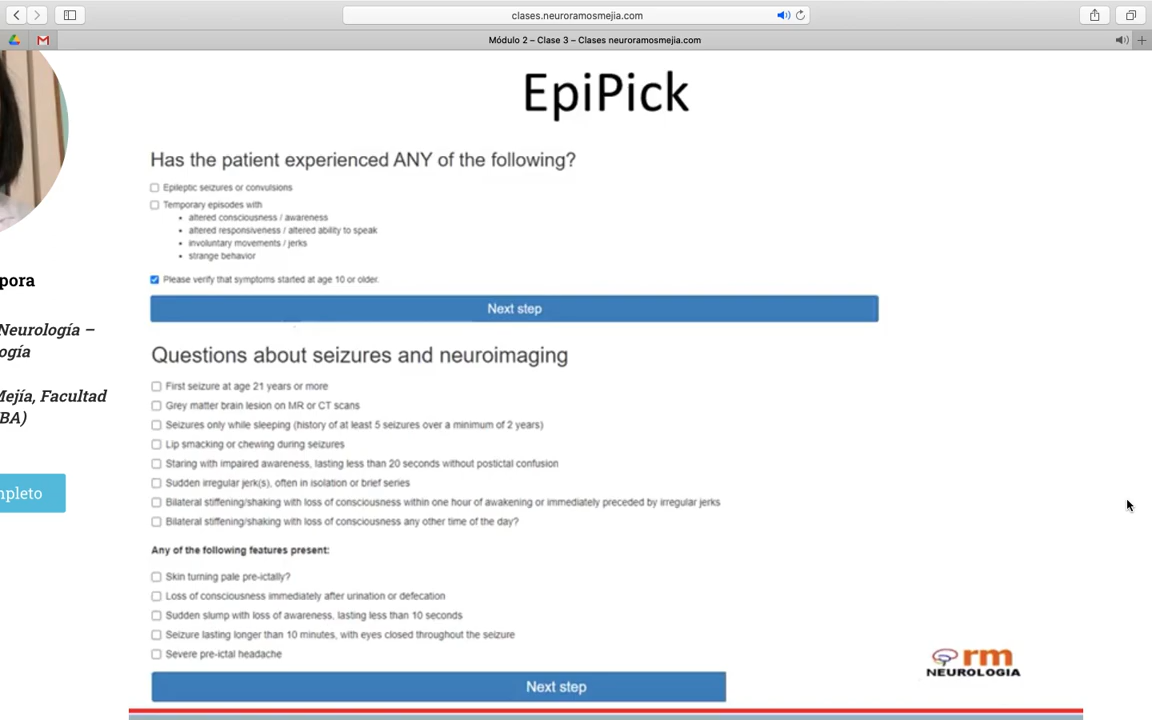 clases.neuroramosmejia.com
Módulo 2 – Clase 3 – Clases neuroramosmejia.com
EpiPick
Has the patient experienced ANY of the following?
Epileptic seizures or convulsions
Temporary episodes with
altered consciousness / awareness
altered responsiveness / altered ability to speak
involuntary movements / jerks
strange behavior
Please verify that symptoms started at age 10 or older.
Next step
Questions about seizures and neuroimaging
First seizure at age 21 years or more
Grey matter brain lesion on MR or CT scans
Seizures only while sleeping (history of at least 5 seizures over a minimum of 2 years)
Lip smacking or chewing during seizures
Staring with impaired awareness, lasting less than 20 seconds without postictal confusion
Sudden irregular jerk(s), often in isolation or brief series
Bilateral stiffening/shaking with loss of consciousness within one hour of awakening or immediately preceded by irregular jerks
Bilateral stiffening/shaking with loss of consciousness any other time of the day?
Any of the following features present:
Skin turning pale pre-ictally?
Loss of consciousness immediately after urination or defecation
Sudden slump with loss of awareness, lasting less than 10 seconds
Seizure lasting longer than 10 minutes, with eyes closed throughout the seizure
Severe pre-ictal headache
Next step
pora
Neurología –
ogía
Mejía, Facultad
BA)
mpleto
rm
NEUROLOGIA